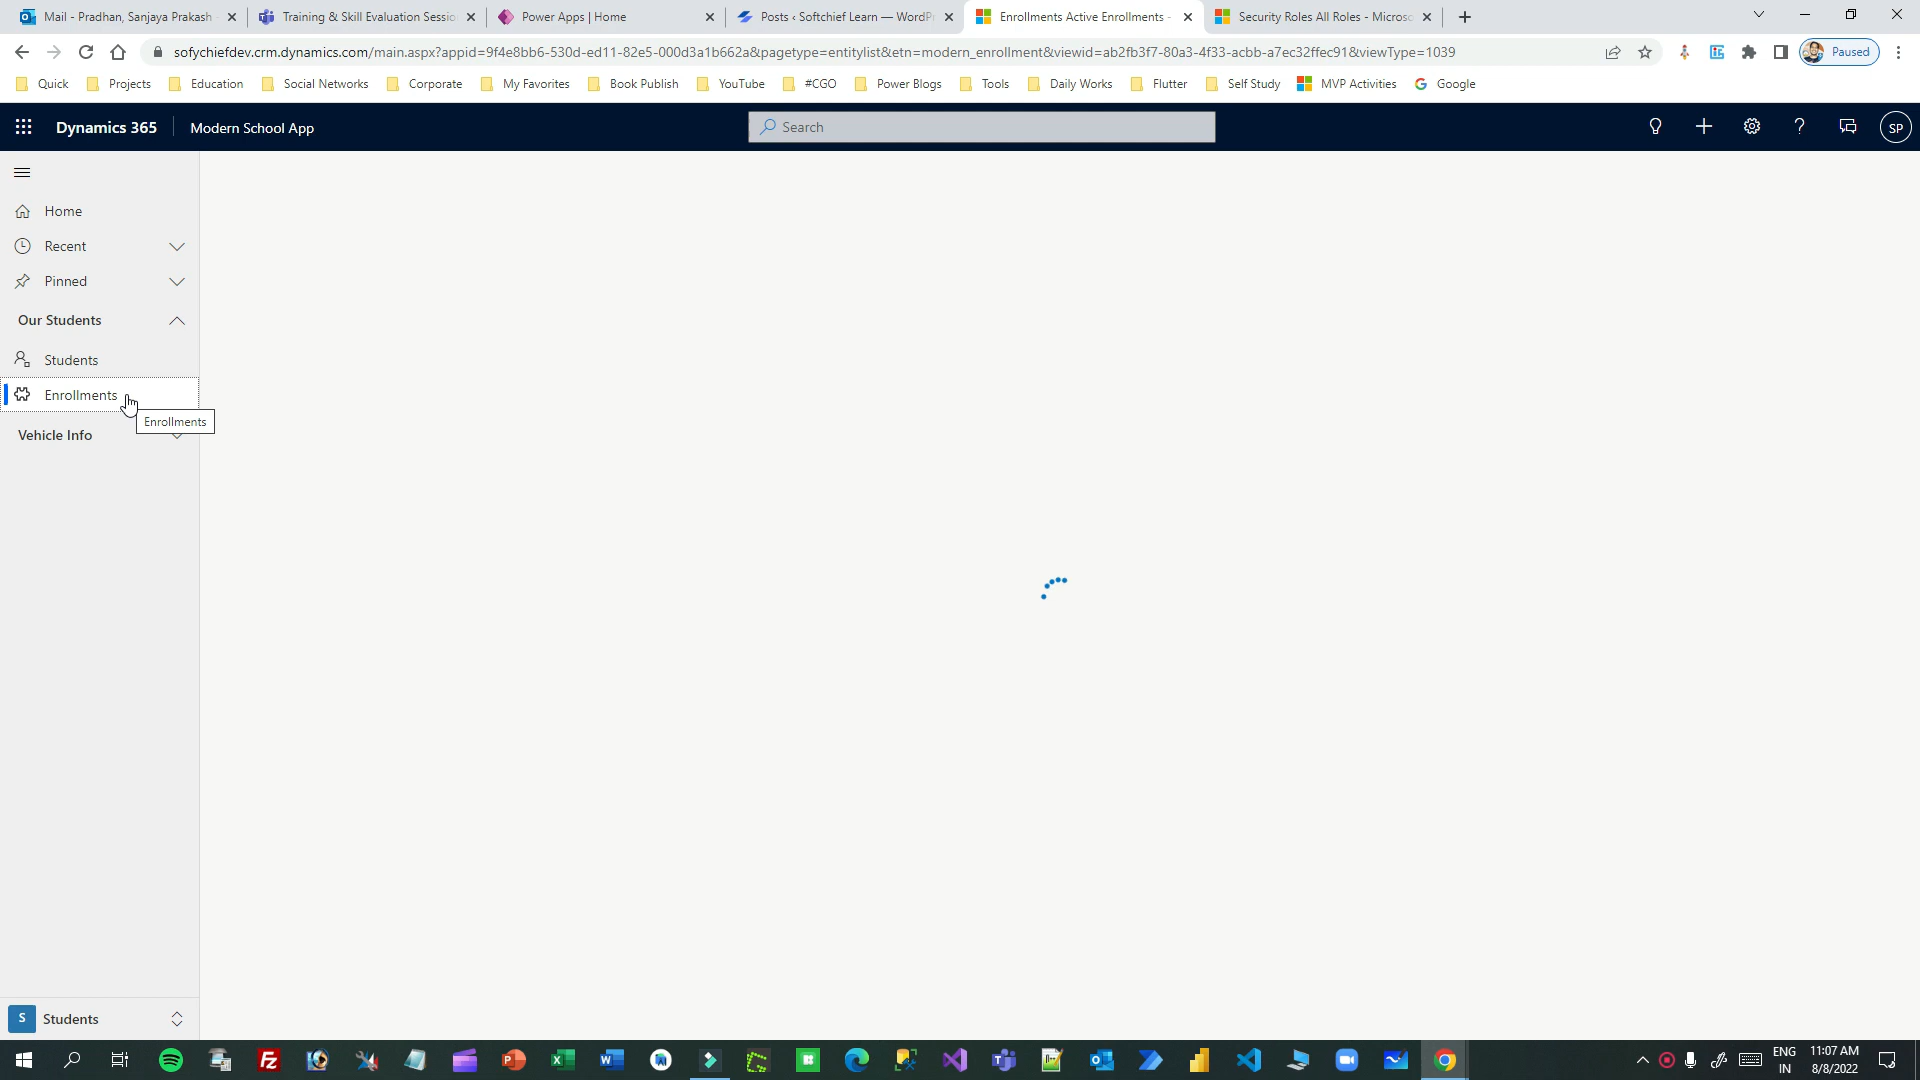 Mail - Pradhan, Sanjaya Prakash
Training & Skill Evaluation Sessio
Power Apps | Home
Posts ‹ Softchief Learn — WordPr
Enrollments Active Enrollments -
Security Roles All Roles - Microsc
sofychiefdev.crm.dynamics.com/main.aspx?appid=9f4e8bb6-530d-ed11-82e5-000d3a1b662a&pagetype=entitylist&etn=modern_enrollment&viewid=ab2fb3f7-80a3-4f33-acbb-a7ec32ffec91&viewType=1039
Paused
Quick
Projects
Education
Social Networks
Corporate
My Favorites
Book Publish
YouTube
#CGO
Power Blogs
Tools
Daily Works
Flutter
Self Study
MVP Activities
Google
Dynamics 365
Modern School App
Search
SP
Home
Recent
Pinned
Our Students
Students
Enrollments
Enrollments
Vehicle Info
S
Students
ENG
IN
11:07 AM
8/8/2022